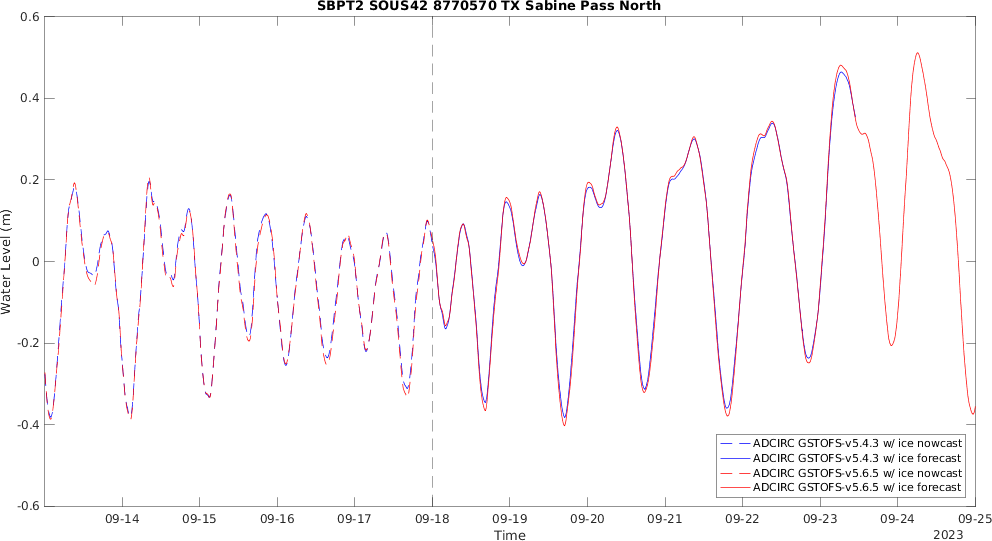 SBPT2 SOUS42 8770570 TX Sabine Pass North
0.6
0.4
0.2
0
-0.2
-0.4
-0.6
Water Level (m)
09-14 09-15 09-16 09-17 09-18 09-19 09-20 09-21 09-22 09-23 09-24 09-25
Time
2023
ADCIRC GSTOFS-v5.4.3 w/ ice nowcast
ADCIRC GSTOFS-v5.4.3 w/ ice forecast
ADCIRC GSTOFS-v5.6.5 w/ ice nowcast
ADCIRC GSTOFS-v5.6.5 w/ ice forecast